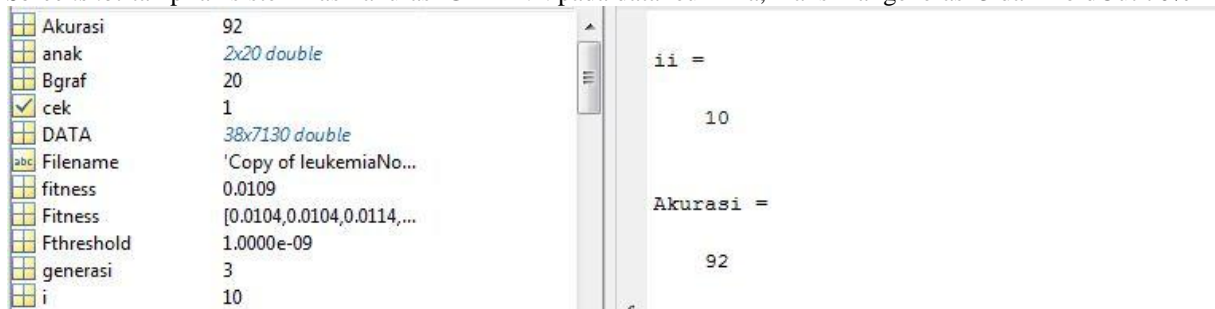 Akurasi 92
anak 2x20 double
Bgraf 20
cek 1
DATA 38x7130 double
abc Filename 'Copy of leukemiaNo...
fitness 0.0109
Fitness [0.0104,0.0104,0.0114,...
Fthreshold 1.0000e-09
generasi 3
i 10
ii =
10
Akurasi =
92